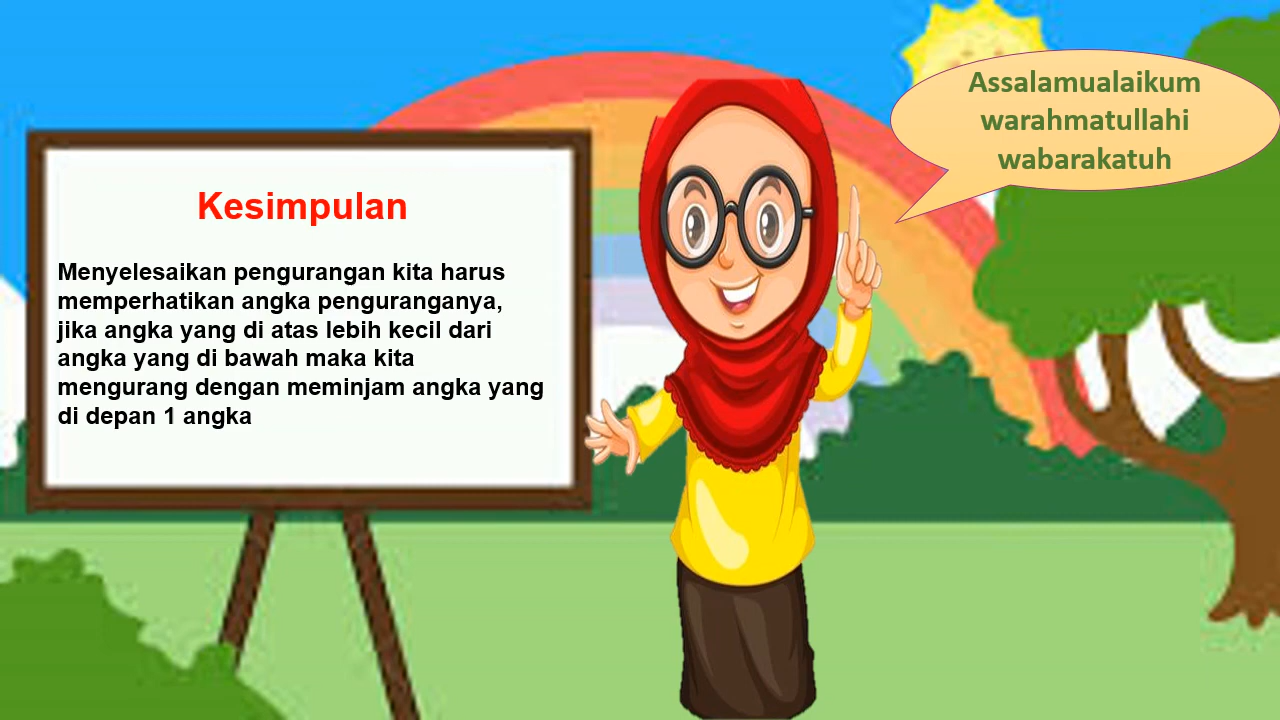 Kesimpulan
Menyelesaikan pengurangan kita harus
memperhatikan angka penguranganya,
jika angka yang di atas lebih kecil dari
angka yang di bawah maka kita
mengurang dengan meminjam angka yang
di depan 1 angka
Assalamualaikum
warahmatullahi
wabarakatuh